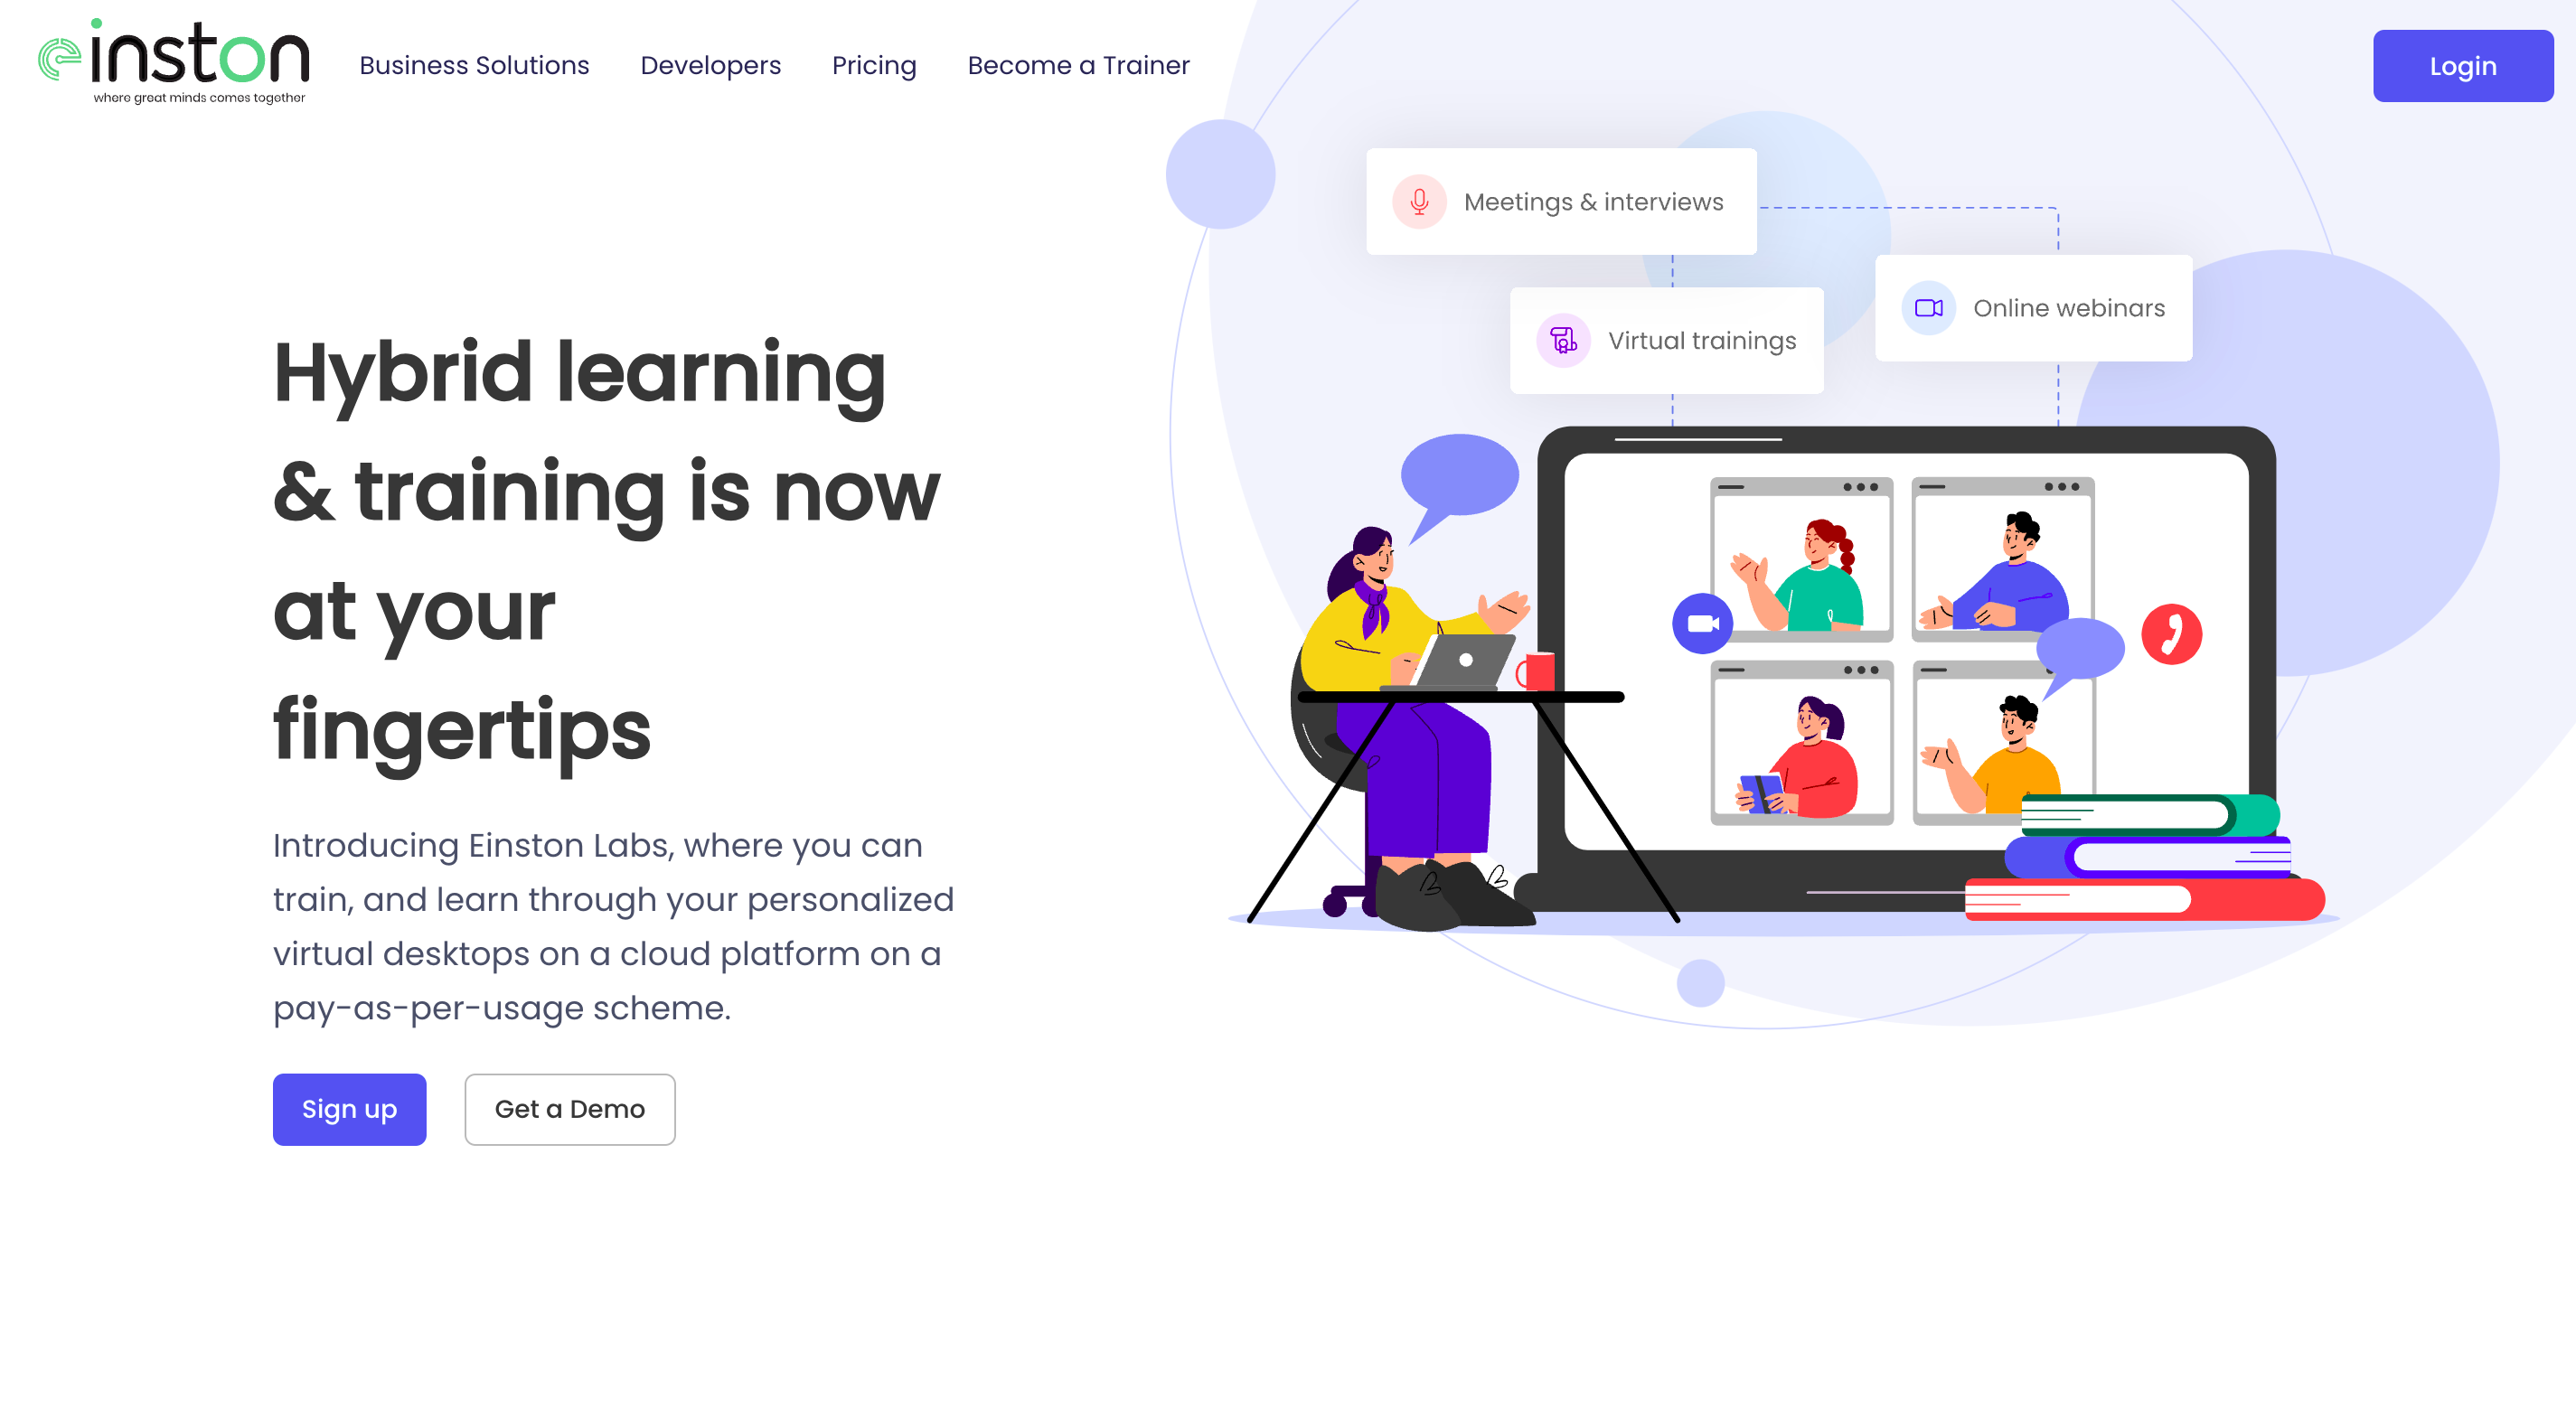 einston
where great minds comes together
Business Solutions
Developers
Pricing
Become a Trainer
Login
Meetings & interviews
Virtual trainings
Online webinars
Hybrid learning
& training is now
at your
fingertips
Introducing Einston Labs, where you can
train, and learn through your personalized
virtual desktops on a cloud platform on a
pay-as-per-usage scheme.
Sign up
Get a Demo